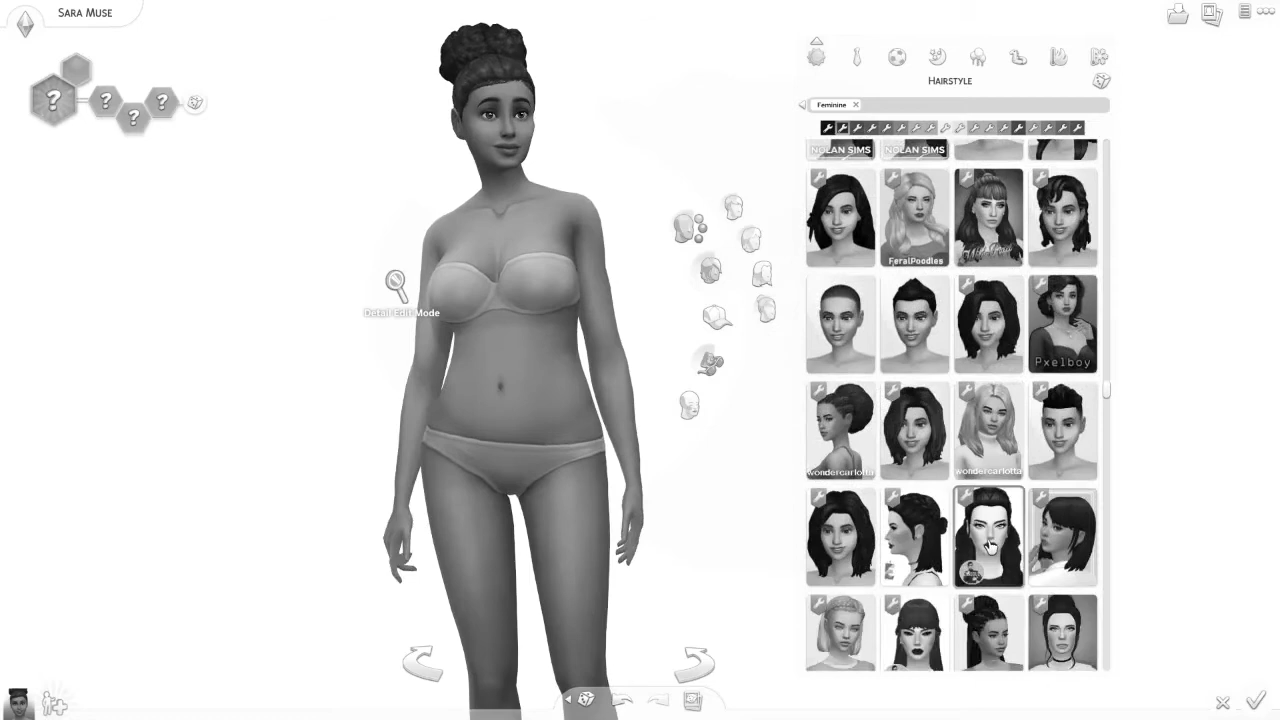 Sara Muse
Hairstyle
Feminine
NOLAN SIMS
NOLAN SIMS
FeralPoodles
Detail Edit Mode
Pxelboy
wondercarlotta
wondercarlotta